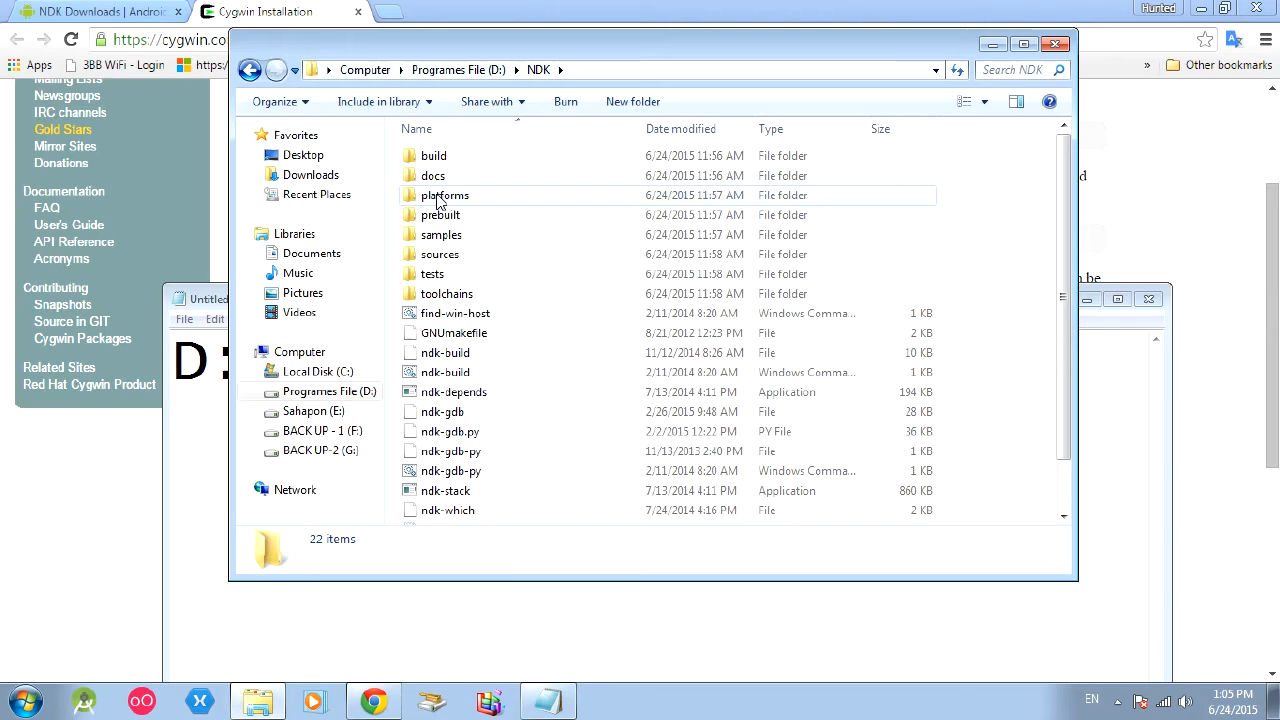 NDK Downloads | Android
Cygwin Installation
Hunted
https://cygwin.co
Apps
3BB WiFi - Login
https:/
»
Other bookmarks
Mailing Lists
Newsgroups
IRC channels
Gold Stars
Mirror Sites
Donations
Documentation
FAQ
User's Guide
API Reference
Acronyms
Contributing
Snapshots
Source in GIT
Cygwin Packages
Related Sites
Red Hat Cygwin Product
Computer
Programes File (D:)
NDK
Search NDK
Organize
Include in library
Share with
Burn
New folder
Favorites
Desktop
Downloads
Recent Places
Libraries
Documents
Music
Pictures
Videos
Computer
Local Disk (C:)
Programes File (D:)
Sahapon (E:)
BACK UP - 1 (F:)
BACK UP-2 (G:)
Network
Name Date modified Type Size
build 6/24/2015 11:56 AM File folder
docs 6/24/2015 11:56 AM File folder
platforms 6/24/2015 11:57 AM File folder
prebuilt 6/24/2015 11:57 AM File folder
samples 6/24/2015 11:57 AM File folder
sources 6/24/2015 11:58 AM File folder
tests 6/24/2015 11:58 AM File folder
toolchains 6/24/2015 11:58 AM File folder
find-win-host 2/11/2014 8:20 AM Windows Comma... 1 KB
GNUmakefile 8/21/2012 12:23 PM File 2 KB
ndk-build 11/12/2014 8:26 AM File 10 KB
ndk-build 2/11/2014 8:20 AM Windows Comma... 1 KB
ndk-depends 7/13/2014 4:11 PM Application 194 KB
ndk-gdb 2/26/2015 9:48 AM File 28 KB
ndk-gdb.py 2/2/2015 12:22 PM PY File 36 KB
ndk-gdb-py 11/13/2013 2:40 PM File 1 KB
ndk-gdb-py 2/11/2014 8:20 AM Windows Comma... 1 KB
ndk-stack 7/13/2014 4:11 PM Application 860 KB
ndk-which 7/24/2014 4:16 PM File 2 KB
22 items
d
n be
Untitled
File Edit
D:
EN
1:05 PM
6/24/2015